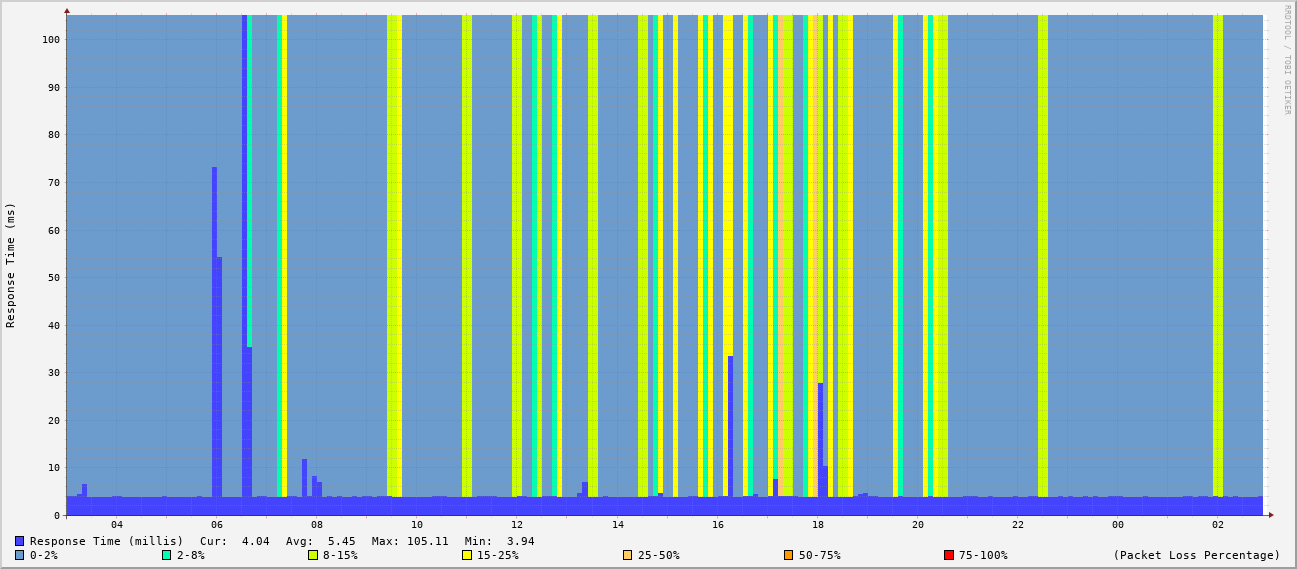 RRDTOOL / TOBI OETIKER
Response Time (ms)
100
90
80
70
60
50
40
30
20
10
0
04 06 08 10 12 14 16 18 20 22 00 02
Response Time (millis) Cur: 4.04 Avg: 5.45 Max: 105.11 Min: 3.94
0-2% 2-8% 8-15% 15-25% 25-50% 50-75% 75-100% (Packet Loss Percentage)